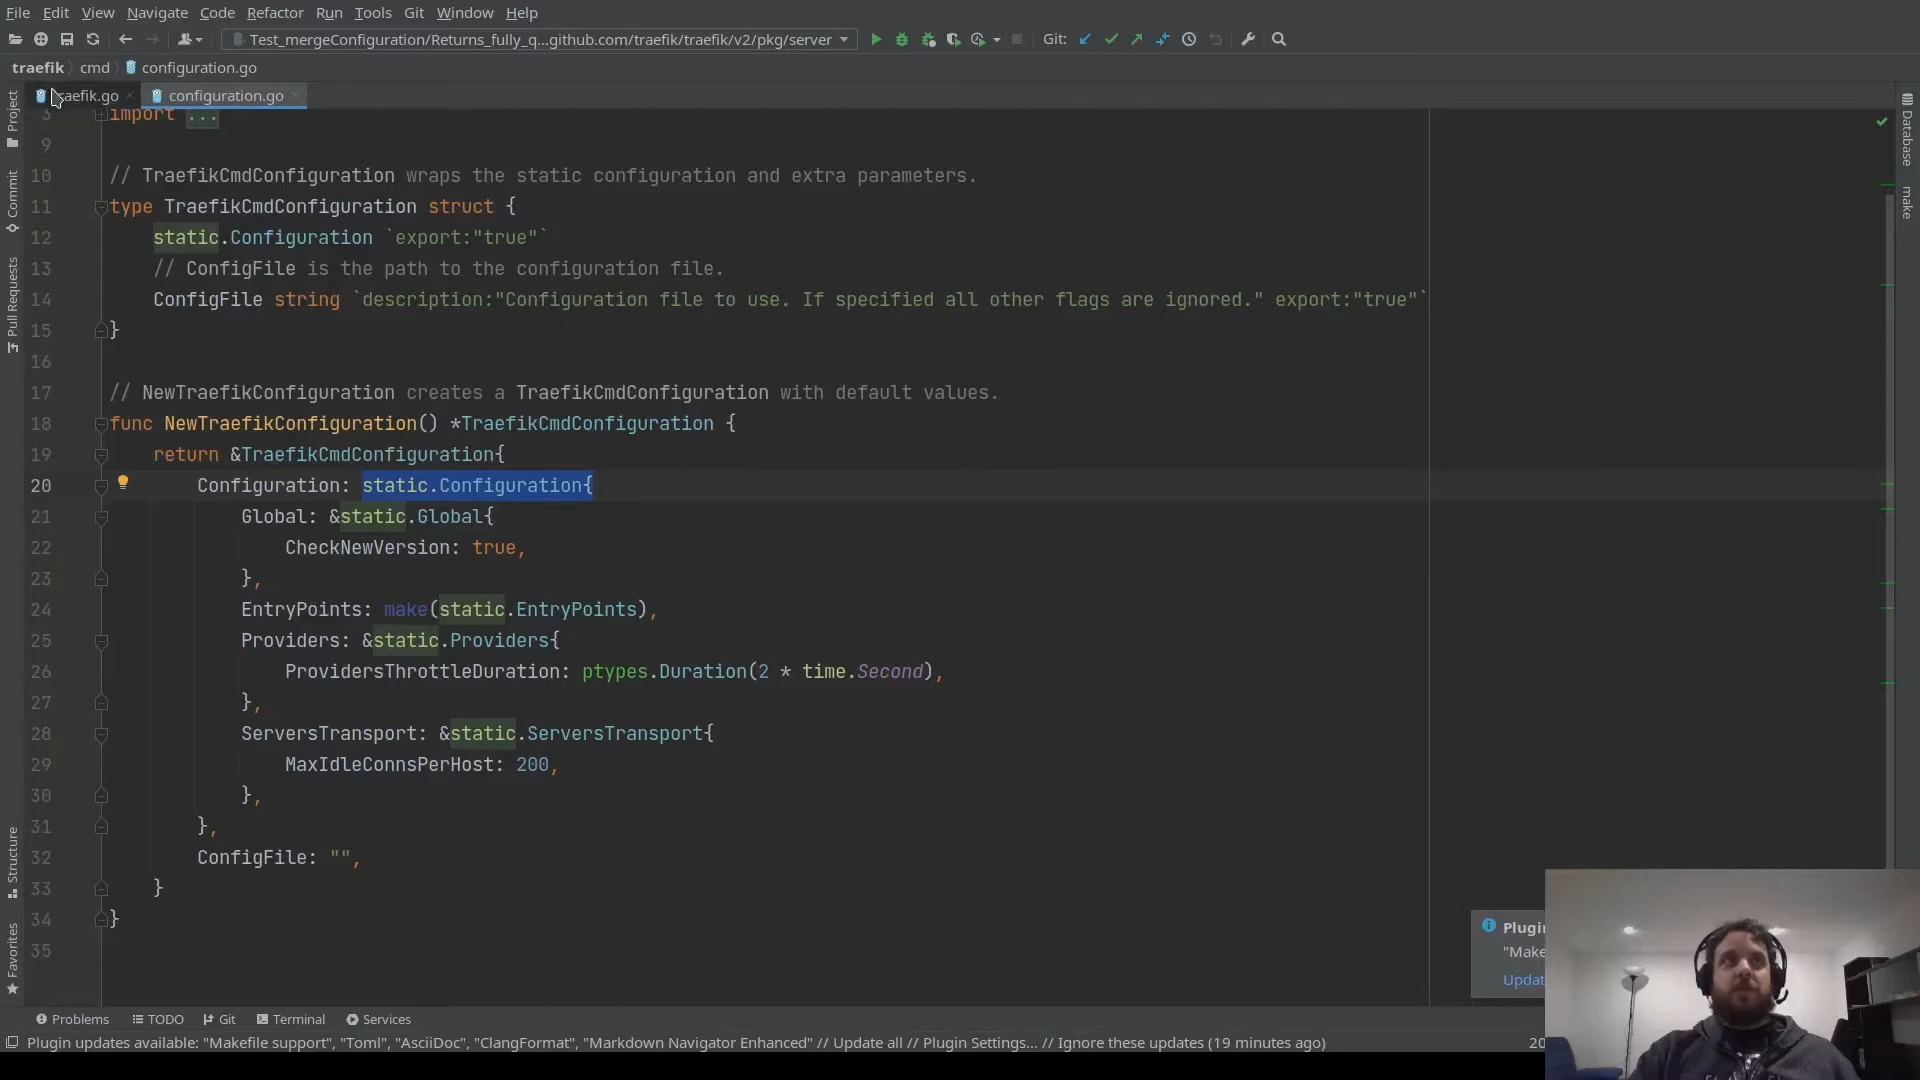 File Edit View Navigate Code Refactor Run Tools Git Window Help
Test_mergeConfiguration/Returns_fully_q...github.com/traefik/traefik/v2/pkg/server Git:
traefik cmd configuration.go
raefik.go configuration.go
3 import ...
9
10 // TraefikCmdConfiguration wraps the static configuration and extra parameters.
11 type TraefikCmdConfiguration struct {
12 static.Configuration `export:"true"`
13 // ConfigFile is the path to the configuration file.
14 ConfigFile string `description:"Configuration file to use. If specified all other flags are ignored." export:"true"`
15 }
16
17 // NewTraefikConfiguration creates a TraefikCmdConfiguration with default values.
18 func NewTraefikConfiguration() *TraefikCmdConfiguration {
19 return &TraefikCmdConfiguration{
20 Configuration: static.Configuration{
21 Global: &static.Global{
22 CheckNewVersion: true,
23 },
24 EntryPoints: make(static.EntryPoints),
25 Providers: &static.Providers{
26 ProvidersThrottleDuration: ptypes.Duration(2 * time.Second),
27 },
28 ServersTransport: &static.ServersTransport{
29 MaxIdleConnsPerHost: 200,
30 },
31 },
32 ConfigFile: "",
33 }
34 }
35
Project
Commit
Pull Requests
Structure
Favorites
Database
make
Plugin
"Make
Updat
Problems TODO Git Terminal Services
Plugin updates available: "Makefile support", "Toml", "AsciiDoc", "ClangFormat", "Markdown Navigator Enhanced" // Update all // Plugin Settings... // Ignore these updates (19 minutes ago) 20